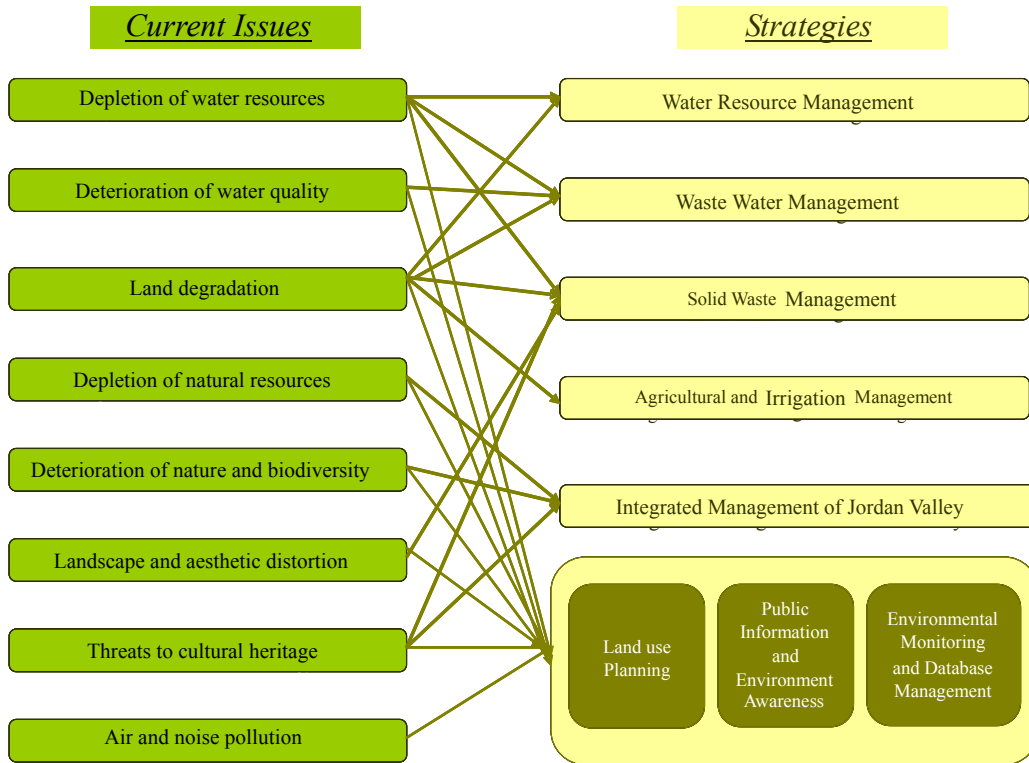 Current Issues
Strategies
Depletion of water resources
Water Resource Management
Deterioration of water quality
Waste Water Management
Land degradation
Solid Waste Management
Depletion of natural resources
Agricultural and Irrigation Management
Deterioration of nature and biodiversity
Integrated Management of Jordan Valley
Landscape and aesthetic distortion
Threats to cultural heritage
Air and noise pollution
Land use
Planning
Public
Information
and
Environment
Awareness
Environmental
Monitoring
and Database
Management